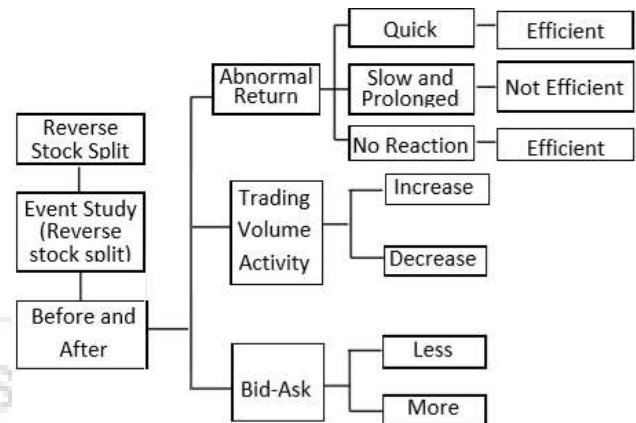 Reverse
Stock Split
Event Study
(Reverse
stock split)
Before and
After
Abnormal
Return
Quick
Efficient
Slow and
Prolonged
Not Efficient
No Reaction
Efficient
Trading
Volume
Activity
Increase
Decrease
Bid-Ask
Less
More